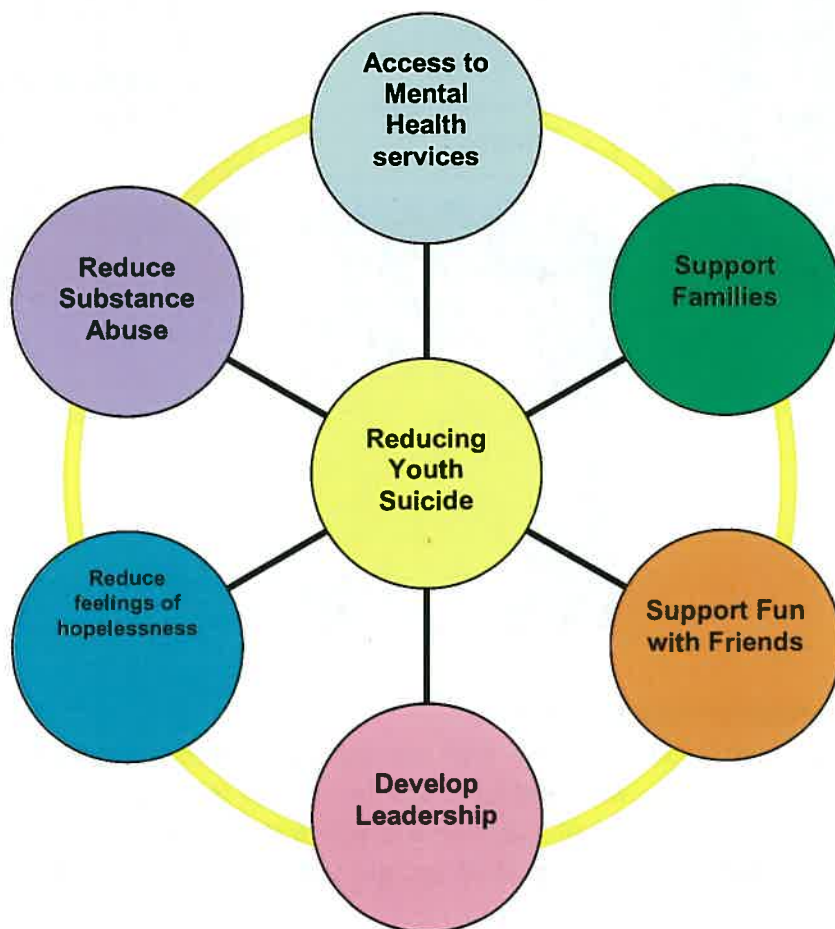 Access to
Mental
Health
services
Support
Families
Support Fun
with Friends
Develop
Leadership
Reduce
feelings of
hopelessness
Reduce
Substance
Abuse
Reducing
Youth
Suicide